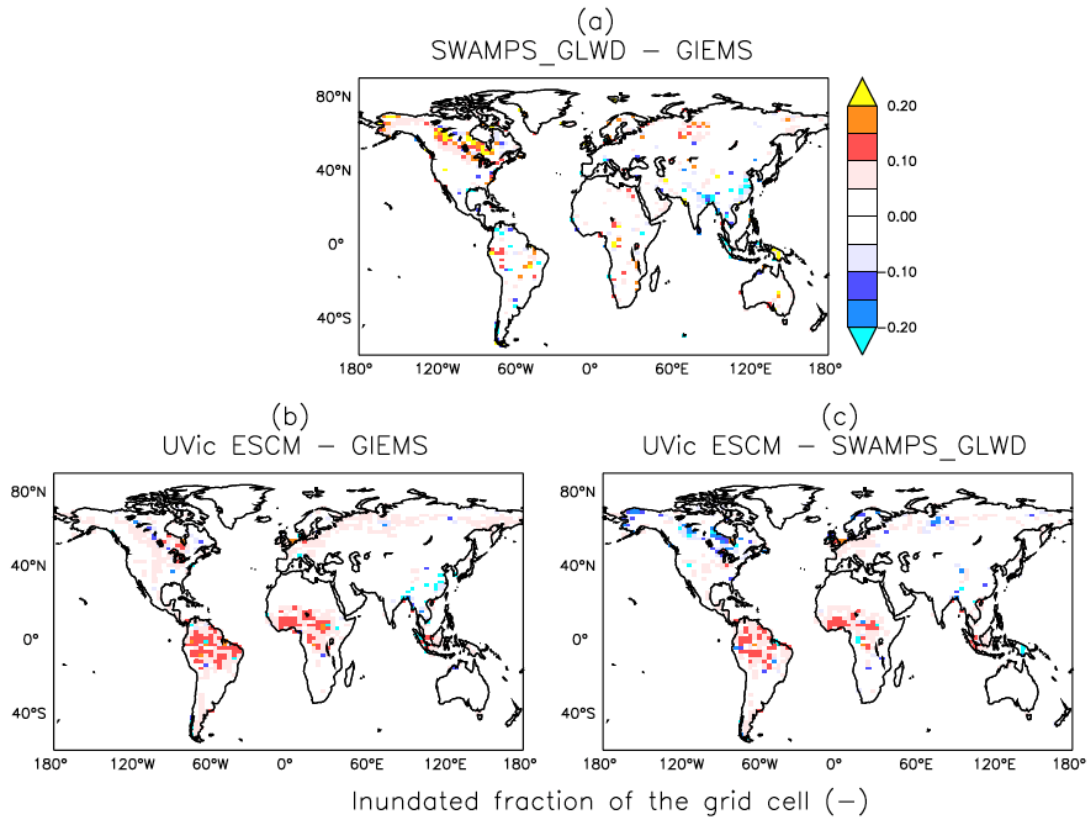 (a)
SWAMPS_GLWD – GIEMS
80°N
40°N
0°
40°S
180° 120°W 60°W 0° 60°E 120°E 180°
0.20
0.10
0.00
−0.10
−0.20
(b)
UVic ESCM – GIEMS
80°N
40°N
0°
40°S
180° 120°W 60°W 0° 60°E 120°E 180°
(c)
UVic ESCM – SWAMPS_GLWD
80°N
40°N
0°
40°S
180° 120°W 60°W 0° 60°E 120°E 180°
Inundated fraction of the grid cell (–)